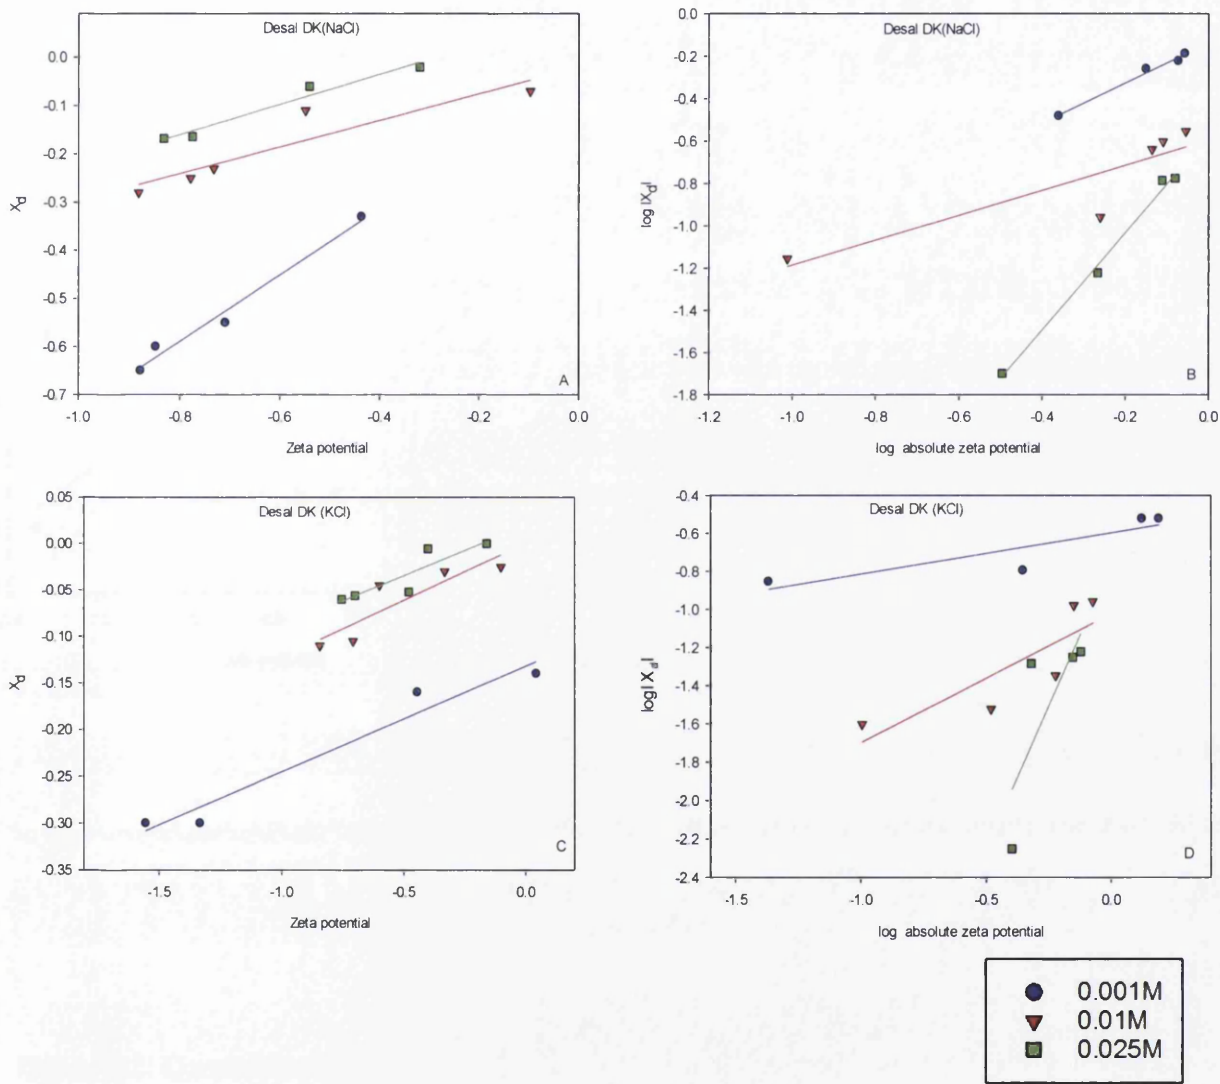 Desal DK(NaCl)
0.0
-0.1
-0.2
-0.3
-0.4
-0.5
-0.6
-0.7
X_d
-1.0 -0.8 -0.6 -0.4 -0.2 0.0
Zeta potential
A
Desal DK(NaCl)
0.0
-0.2
-0.4
-0.6
-0.8
-1.0
-1.2
-1.4
-1.6
-1.8
log |X_d|
-1.2 -1.0 -0.8 -0.6 -0.4 -0.2 0.0
log absolute zeta potential
B
Desal DK (KCl)
0.05
0.00
-0.05
-0.10
-0.15
-0.20
-0.25
-0.30
-0.35
X_d
-1.5 -1.0 -0.5 0.0
Zeta potential
C
Desal DK (KCl)
-0.4
-0.6
-0.8
-1.0
-1.2
-1.4
-1.6
-1.8
-2.0
-2.2
-2.4
log| X_d|
-1.5 -1.0 -0.5 0.0
log absolute zeta potential
D
0.001M
0.01M
0.025M